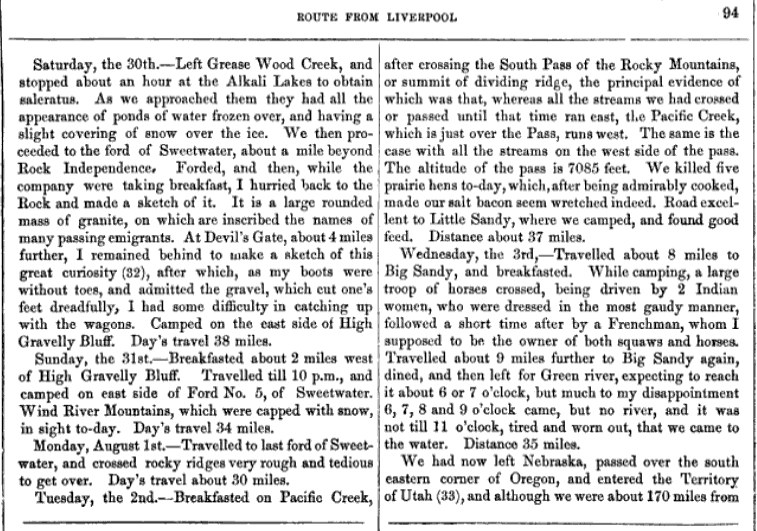 ROUTE FROM LIVERPOOL
94
Saturday, the 30th.—Left Grease Wood Creek, and
stopped about an hour at the Alkali Lakes to obtain
saleratus. As we approached them they had all the
appearance of ponds of water frozen over, and having a
slight covering of snow over the ice. We then pro-
ceeded to the ford of Sweetwater, about a mile beyond
Rock Independence. Forded, and then, while the
company were taking breakfast, I hurried back to the
Rock and made a sketch of it. It is a large rounded
mass of granite, on which are inscribed the names of
many passing emigrants. At Devil's Gate, about 4 miles
further, I remained behind to make a sketch of this
great curiosity (32), after which, as my boots were
without toes, and admitted the gravel, which cut one's
feet dreadfully, I had some difficulty in catching up
with the wagons. Camped on the east side of High
Gravelly Bluff. Day's travel 38 miles.
Sunday, the 31st.—Breakfasted about 2 miles west
of High Gravelly Bluff. Travelled till 10 p.m., and
camped on east side of Ford No. 5, of Sweetwater.
Wind River Mountains, which were capped with snow,
in sight to-day. Day's travel 34 miles.
Monday, August 1st.—Travelled to last ford of Sweet-
water, and crossed rocky ridges very rough and tedious
to get over. Day's travel about 30 miles.
Tuesday, the 2nd.—Breakfasted on Pacific Creek,
after crossing the South Pass of the Rocky Mountains,
or summit of dividing ridge, the principal evidence of
which was that, whereas all the streams we had crossed
or passed until that time ran east, the Pacific Creek,
which is just over the Pass, runs west. The same is the
case with all the streams on the west side of the pass.
The altitude of the pass is 7085 feet. We killed five
prairie hens to-day, which, after being admirably cooked,
made our salt bacon seem wretched indeed. Road excel-
lent to Little Sandy, where we camped, and found good
feed. Distance about 37 miles.
Wednesday, the 3rd,—Travelled about 8 miles to
Big Sandy, and breakfasted. While camping, a large
troop of horses crossed, being driven by 2 Indian
women, who were dressed in the most gaudy manner,
followed a short time after by a Frenchman, whom I
supposed to be the owner of both squaws and horses.
Travelled about 9 miles further to Big Sandy again,
dined, and then left for Green river, expecting to reach
it about 6 or 7 o'clock, but much to my disappointment
6, 7, 8 and 9 o'clock came, but no river, and it was
not till 11 o'clock, tired and worn out, that we came to
the water. Distance 35 miles.
We had now left Nebraska, passed over the south
eastern corner of Oregon, and entered the Territory
of Utah (33), and although we were about 170 miles from